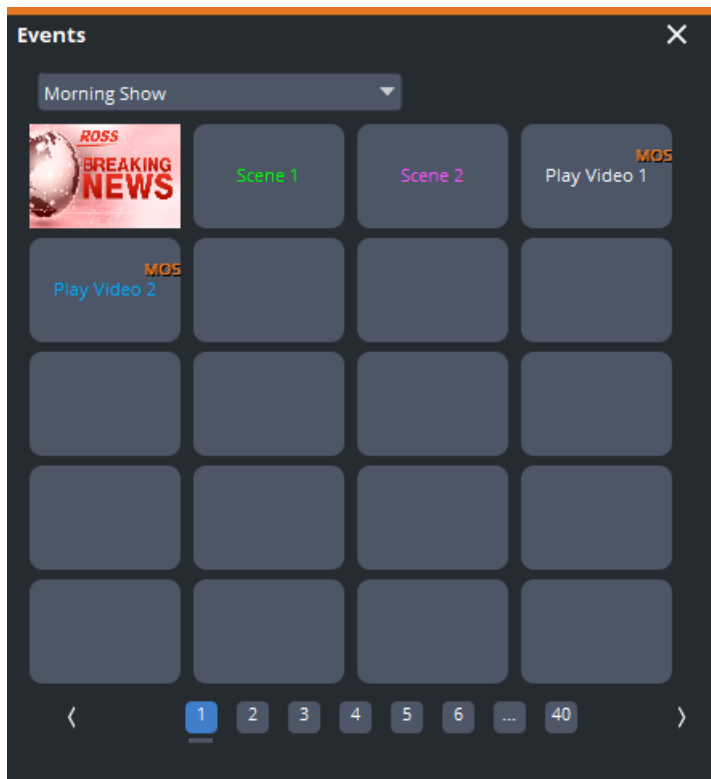 Events
Morning Show
ROSS
BREAKING
NEWS
Scene 1
Scene 2
MOS
Play Video 1
MOS
Play Video 2
1 2 3 4 5 6 ... 40